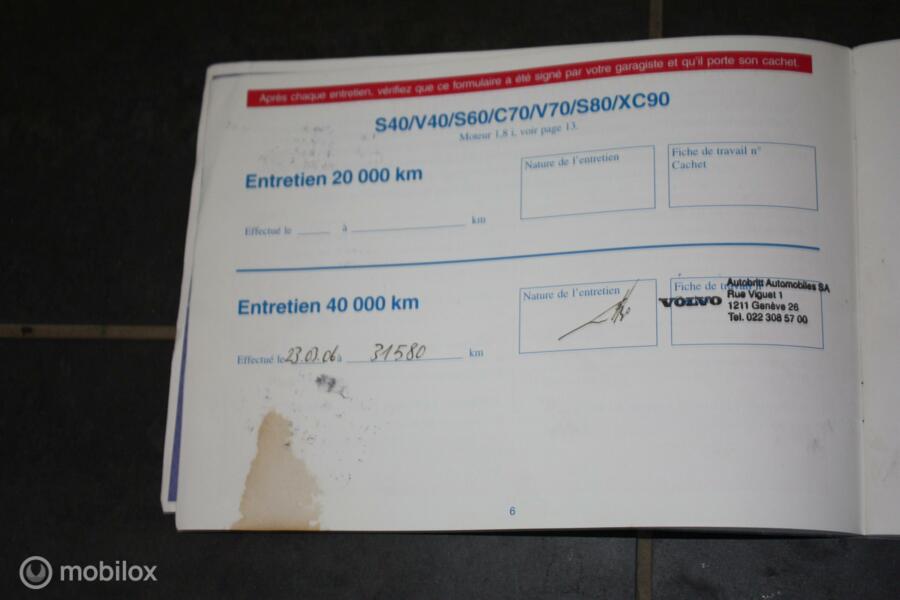 Après chaque entretien, vérifiez que ce formulaire a été signé par votre garagiste et qu'il porte son cachet.
S40/V40/S60/C70/V70/S80/XC90
Moteur 1,8 i, voir page 13.
Entretien 20 000 km
Nature de l'entretien
Fiche de travail n°
Cachet
Effectué le à km
Entretien 40 000 km
Nature de l'entretien
Fiche de
VOLVO
Autobritt Automobiles SA
Rue Viguet 1
1211 Genève 26
Tel. 022 308 57 00
Effectué le 23.03.06 à 31580 km
6
mobilox